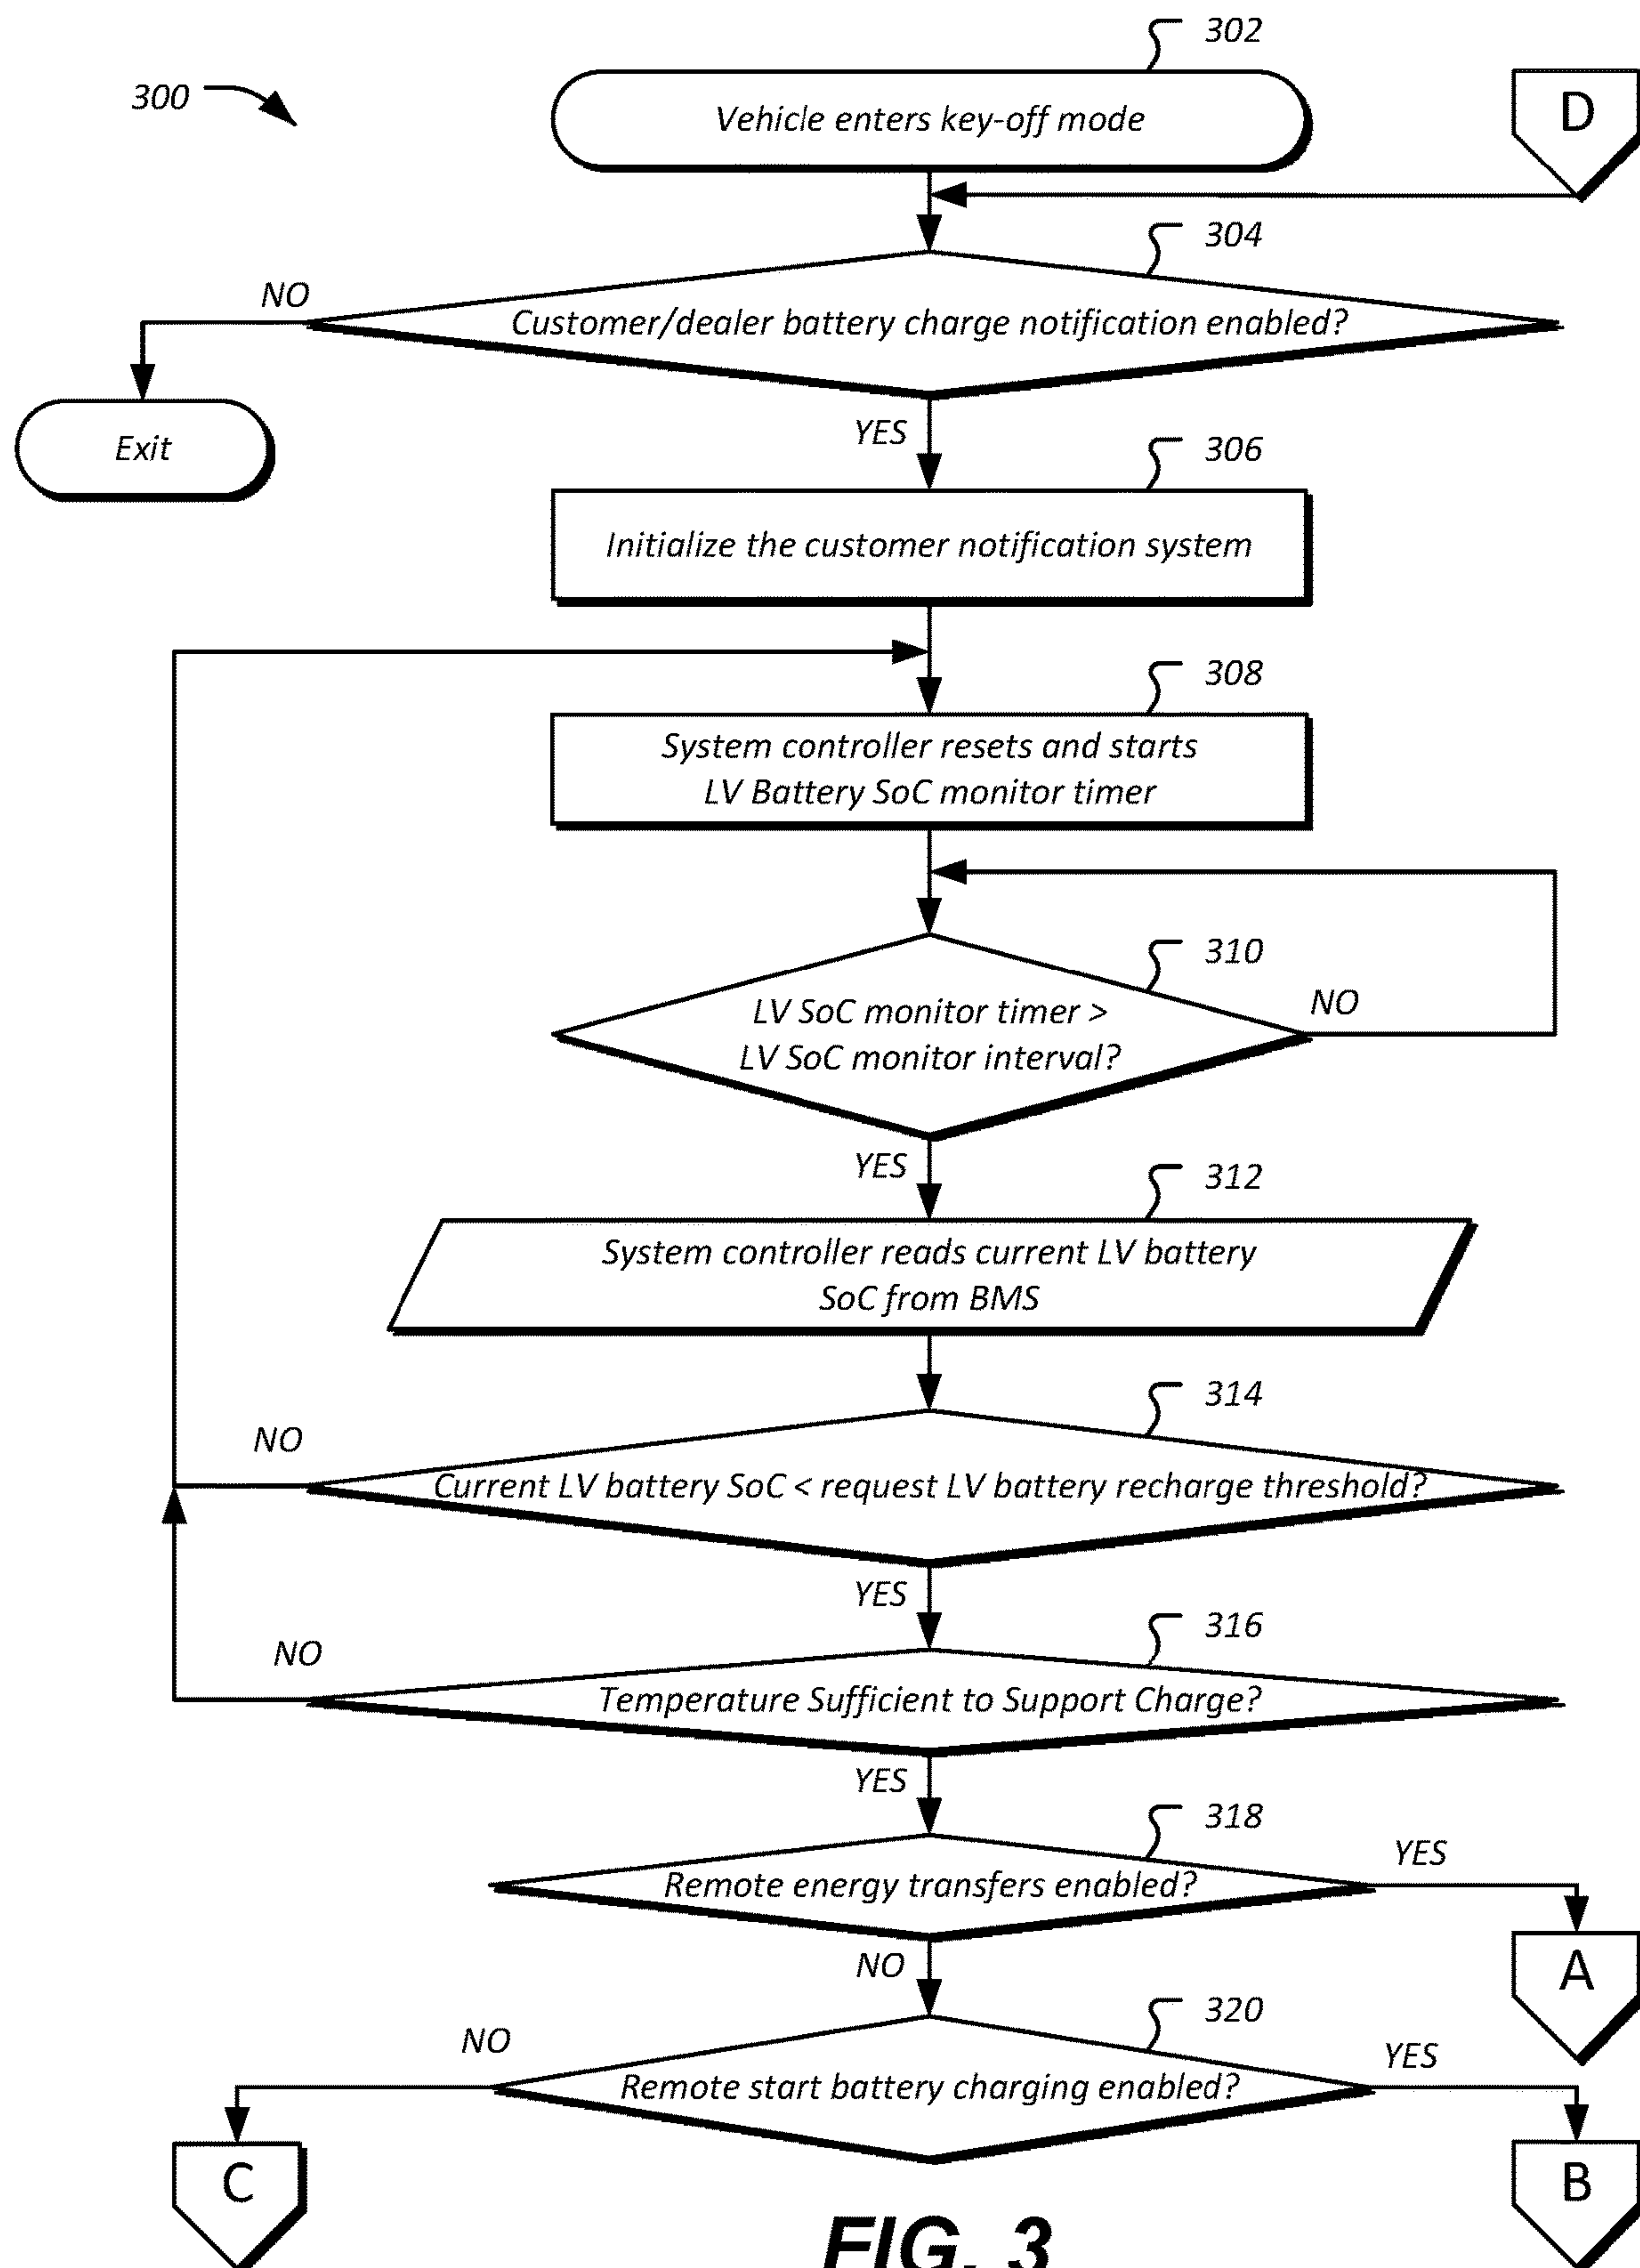 302
300
Vehicle enters key-off mode
D
304
NO
Customer/dealer battery charge notification enabled?
Exit
YES
306
Initialize the customer notification system
308
System controller resets and starts
LV Battery SoC monitor timer
310
LV SoC monitor timer >
LV SoC monitor interval?
NO
YES
312
System controller reads current LV battery
SoC from BMS
314
NO
Current LV battery SoC < request LV battery recharge threshold?
YES
316
NO
Temperature Sufficient to Support Charge?
YES
318
YES
Remote energy transfers enabled?
NO
A
320
NO
YES
Remote start battery charging enabled?
C
B
FIG. 3